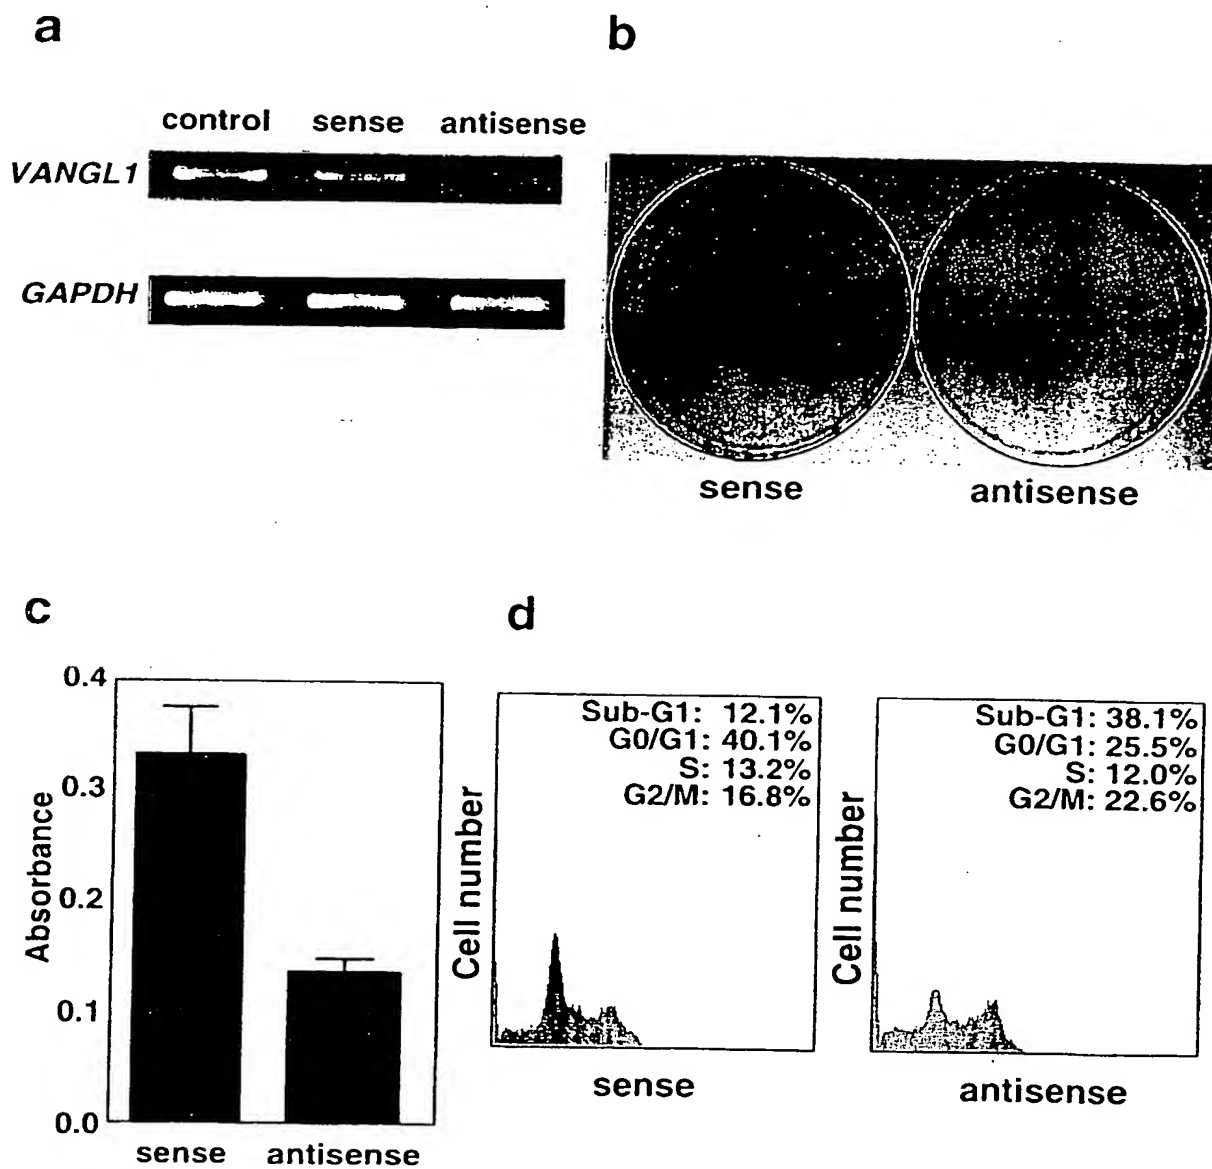 a
control sense antisense
VANGL1
GAPDH
b
sense antisense
c
0.4
0.3
0.2
0.1
0.0
Absorbance
sense antisense
d
Cell number
Sub-G1: 12.1%
G0/G1: 40.1%
S: 13.2%
G2/M: 16.8%
sense
Cell number
Sub-G1: 38.1%
G0/G1: 25.5%
S: 12.0%
G2/M: 22.6%
antisense